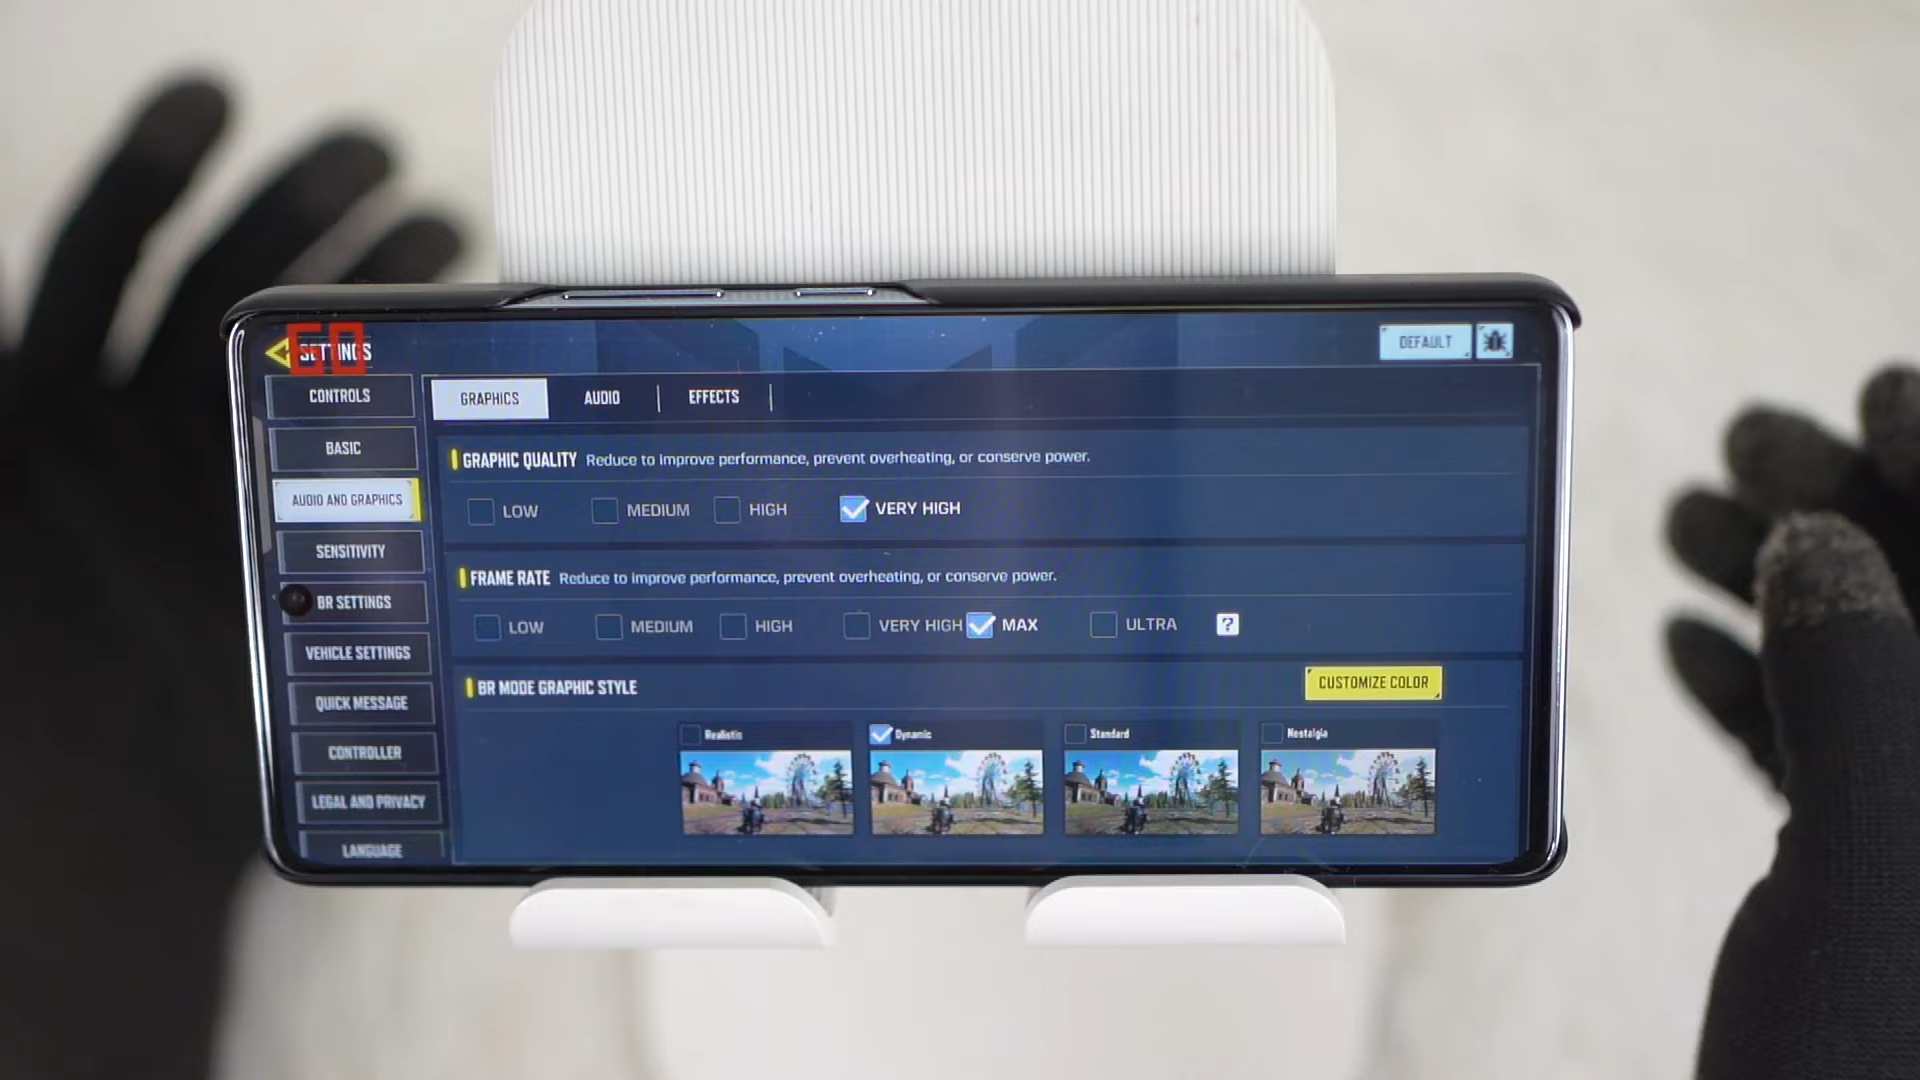 60
SETTINGS
DEFAULT
CONTROLS
BASIC
AUDIO AND GRAPHICS
SENSITIVITY
BR SETTINGS
VEHICLE SETTINGS
QUICK MESSAGE
CONTROLLER
LEGAL AND PRIVACY
LANGUAGE
GRAPHICS AUDIO EFFECTS
GRAPHIC QUALITY Reduce to improve performance, prevent overheating, or conserve power.
LOW MEDIUM HIGH VERY HIGH
FRAME RATE Reduce to improve performance, prevent overheating, or conserve power.
LOW MEDIUM HIGH VERY HIGH MAX ULTRA ?
BR MODE GRAPHIC STYLE CUSTOMIZE COLOR
Realistic Dynamic Standard Nostalgia